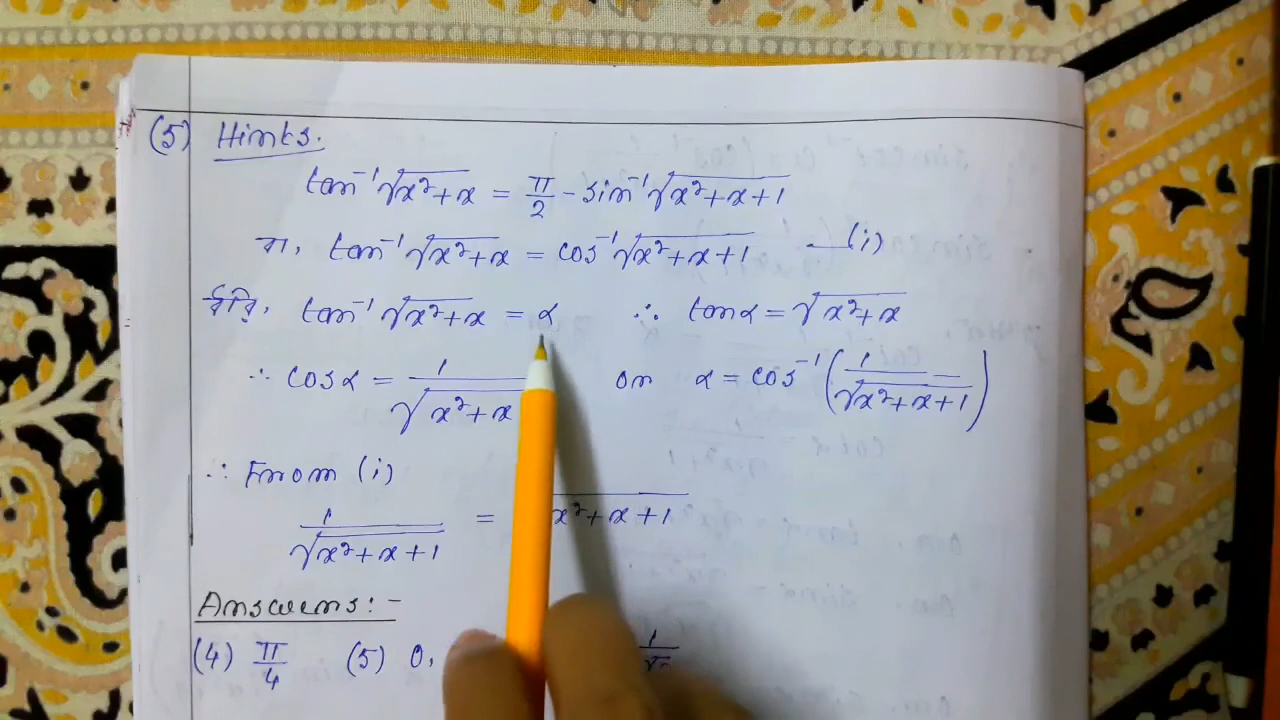 (5) Hints.
tan⁻¹√(x²+x) = π/2 - sin⁻¹√(x²+x+1)
বা, tan⁻¹√(x²+x) = cos⁻¹√(x²+x+1) —(i)
ধরি, tan⁻¹√(x²+x) = α ∴ tanα = √(x²+x)
∴ cosα = 1/√(x²+x or α = cos⁻¹(1/√(x²+x+1))
∴ From (i)
1/√(x²+x+1) = x²+x+1
Answers:-
(4) π/4 (5) 0,